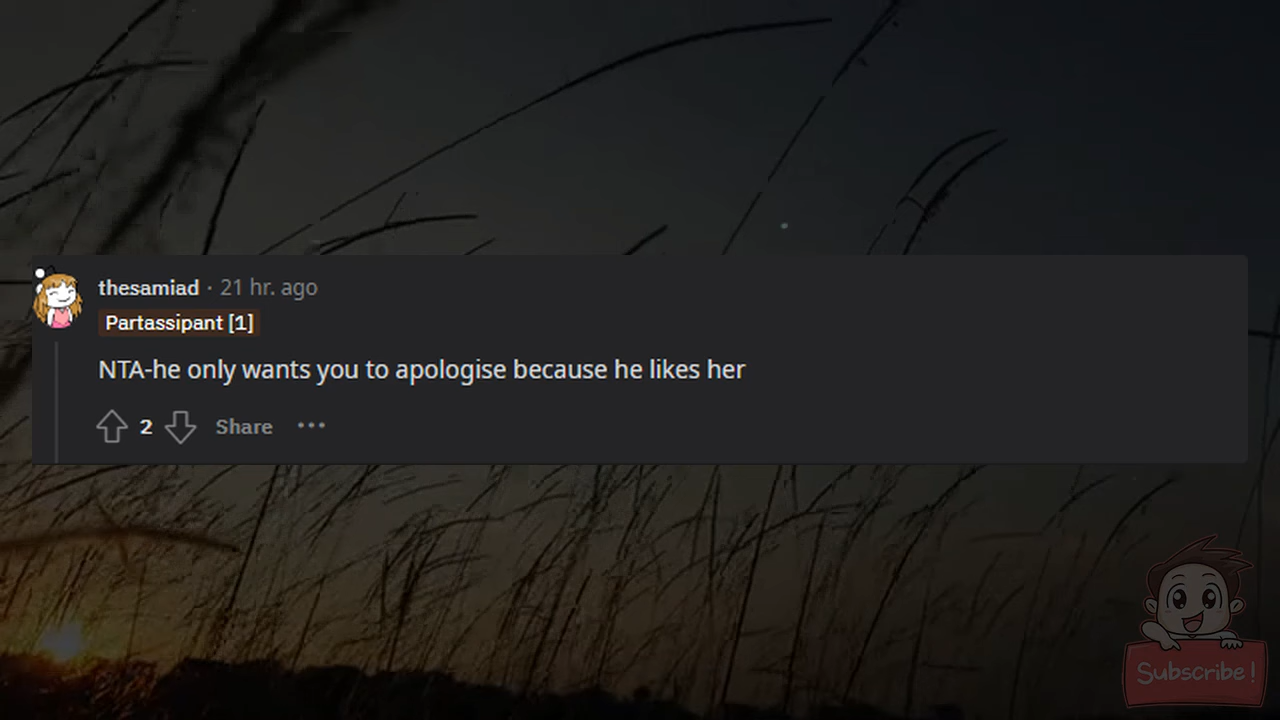 thesamiad · 21 hr. ago
Partassipant [1]
NTA-he only wants you to apologise because he likes her
2 Share •••
Subscribe!